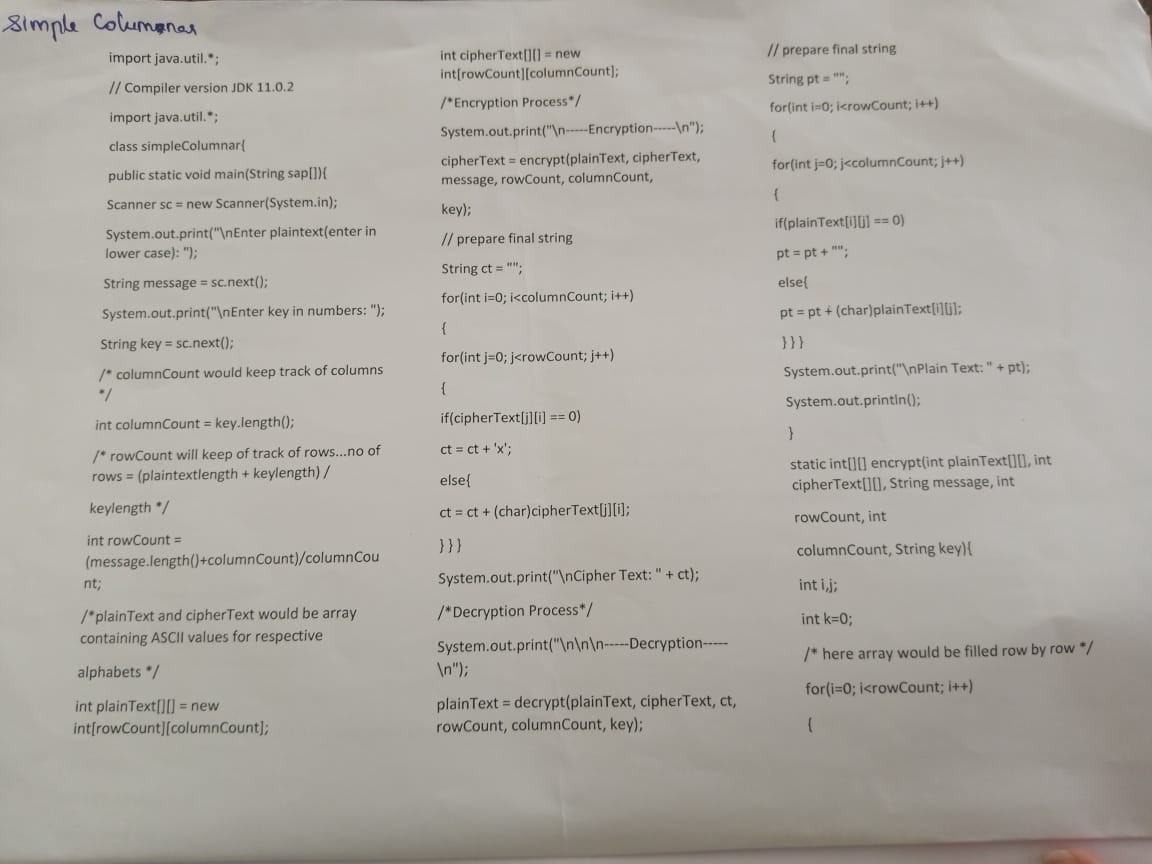 Simple Columnar
import java.util.*;
// Compiler version JDK 11.0.2
import java.util.*;
class simpleColumnar{
public static void main(String sap[]){
Scanner sc = new Scanner(System.in);
System.out.print("\nEnter plaintext(enter in
lower case): ");
String message = sc.next();
System.out.print("\nEnter key in numbers: ");
String key = sc.next();
/* columnCount would keep track of columns
*/
int columnCount = key.length();
/* rowCount will keep of track of rows...no of
rows = (plaintextlength + keylength) /
keylength */
int rowCount =
(message.length()+columnCount)/columnCou
nt;
/*plainText and cipherText would be array
containing ASCII values for respective
alphabets */
int plainText[][] = new
int[rowCount][columnCount];
int cipherText[][] = new
int[rowCount][columnCount];
/*Encryption Process*/
System.out.print("\n-----Encryption-----\n");
cipherText = encrypt(plainText, cipherText,
message, rowCount, columnCount,
key);
// prepare final string
String ct = "";
for(int i=0; i<columnCount; i++)
{
for(int j=0; j<rowCount; j++)
{
if(cipherText[j][i] == 0)
ct = ct + 'x';
else{
ct = ct + (char)cipherText[j][i];
}}}
System.out.print("\nCipher Text: " + ct);
/*Decryption Process*/
System.out.print("\n\n\n-----Decryption-----
\n");
plainText = decrypt(plainText, cipherText, ct,
rowCount, columnCount, key);
// prepare final string
String pt = "";
for(int i=0; i<rowCount; i++)
{
for(int j=0; j<columnCount; j++)
{
if(plainText[i][j] == 0)
pt = pt + "";
else{
pt = pt + (char)plainText[i][j];
}}}
System.out.print("\nPlain Text: " + pt);
System.out.println();
}
static int[][] encrypt(int plainText[][], int
cipherText[][], String message, int
rowCount, int
columnCount, String key){
int i,j;
int k=0;
/* here array would be filled row by row */
for(i=0; i<rowCount; i++)
{